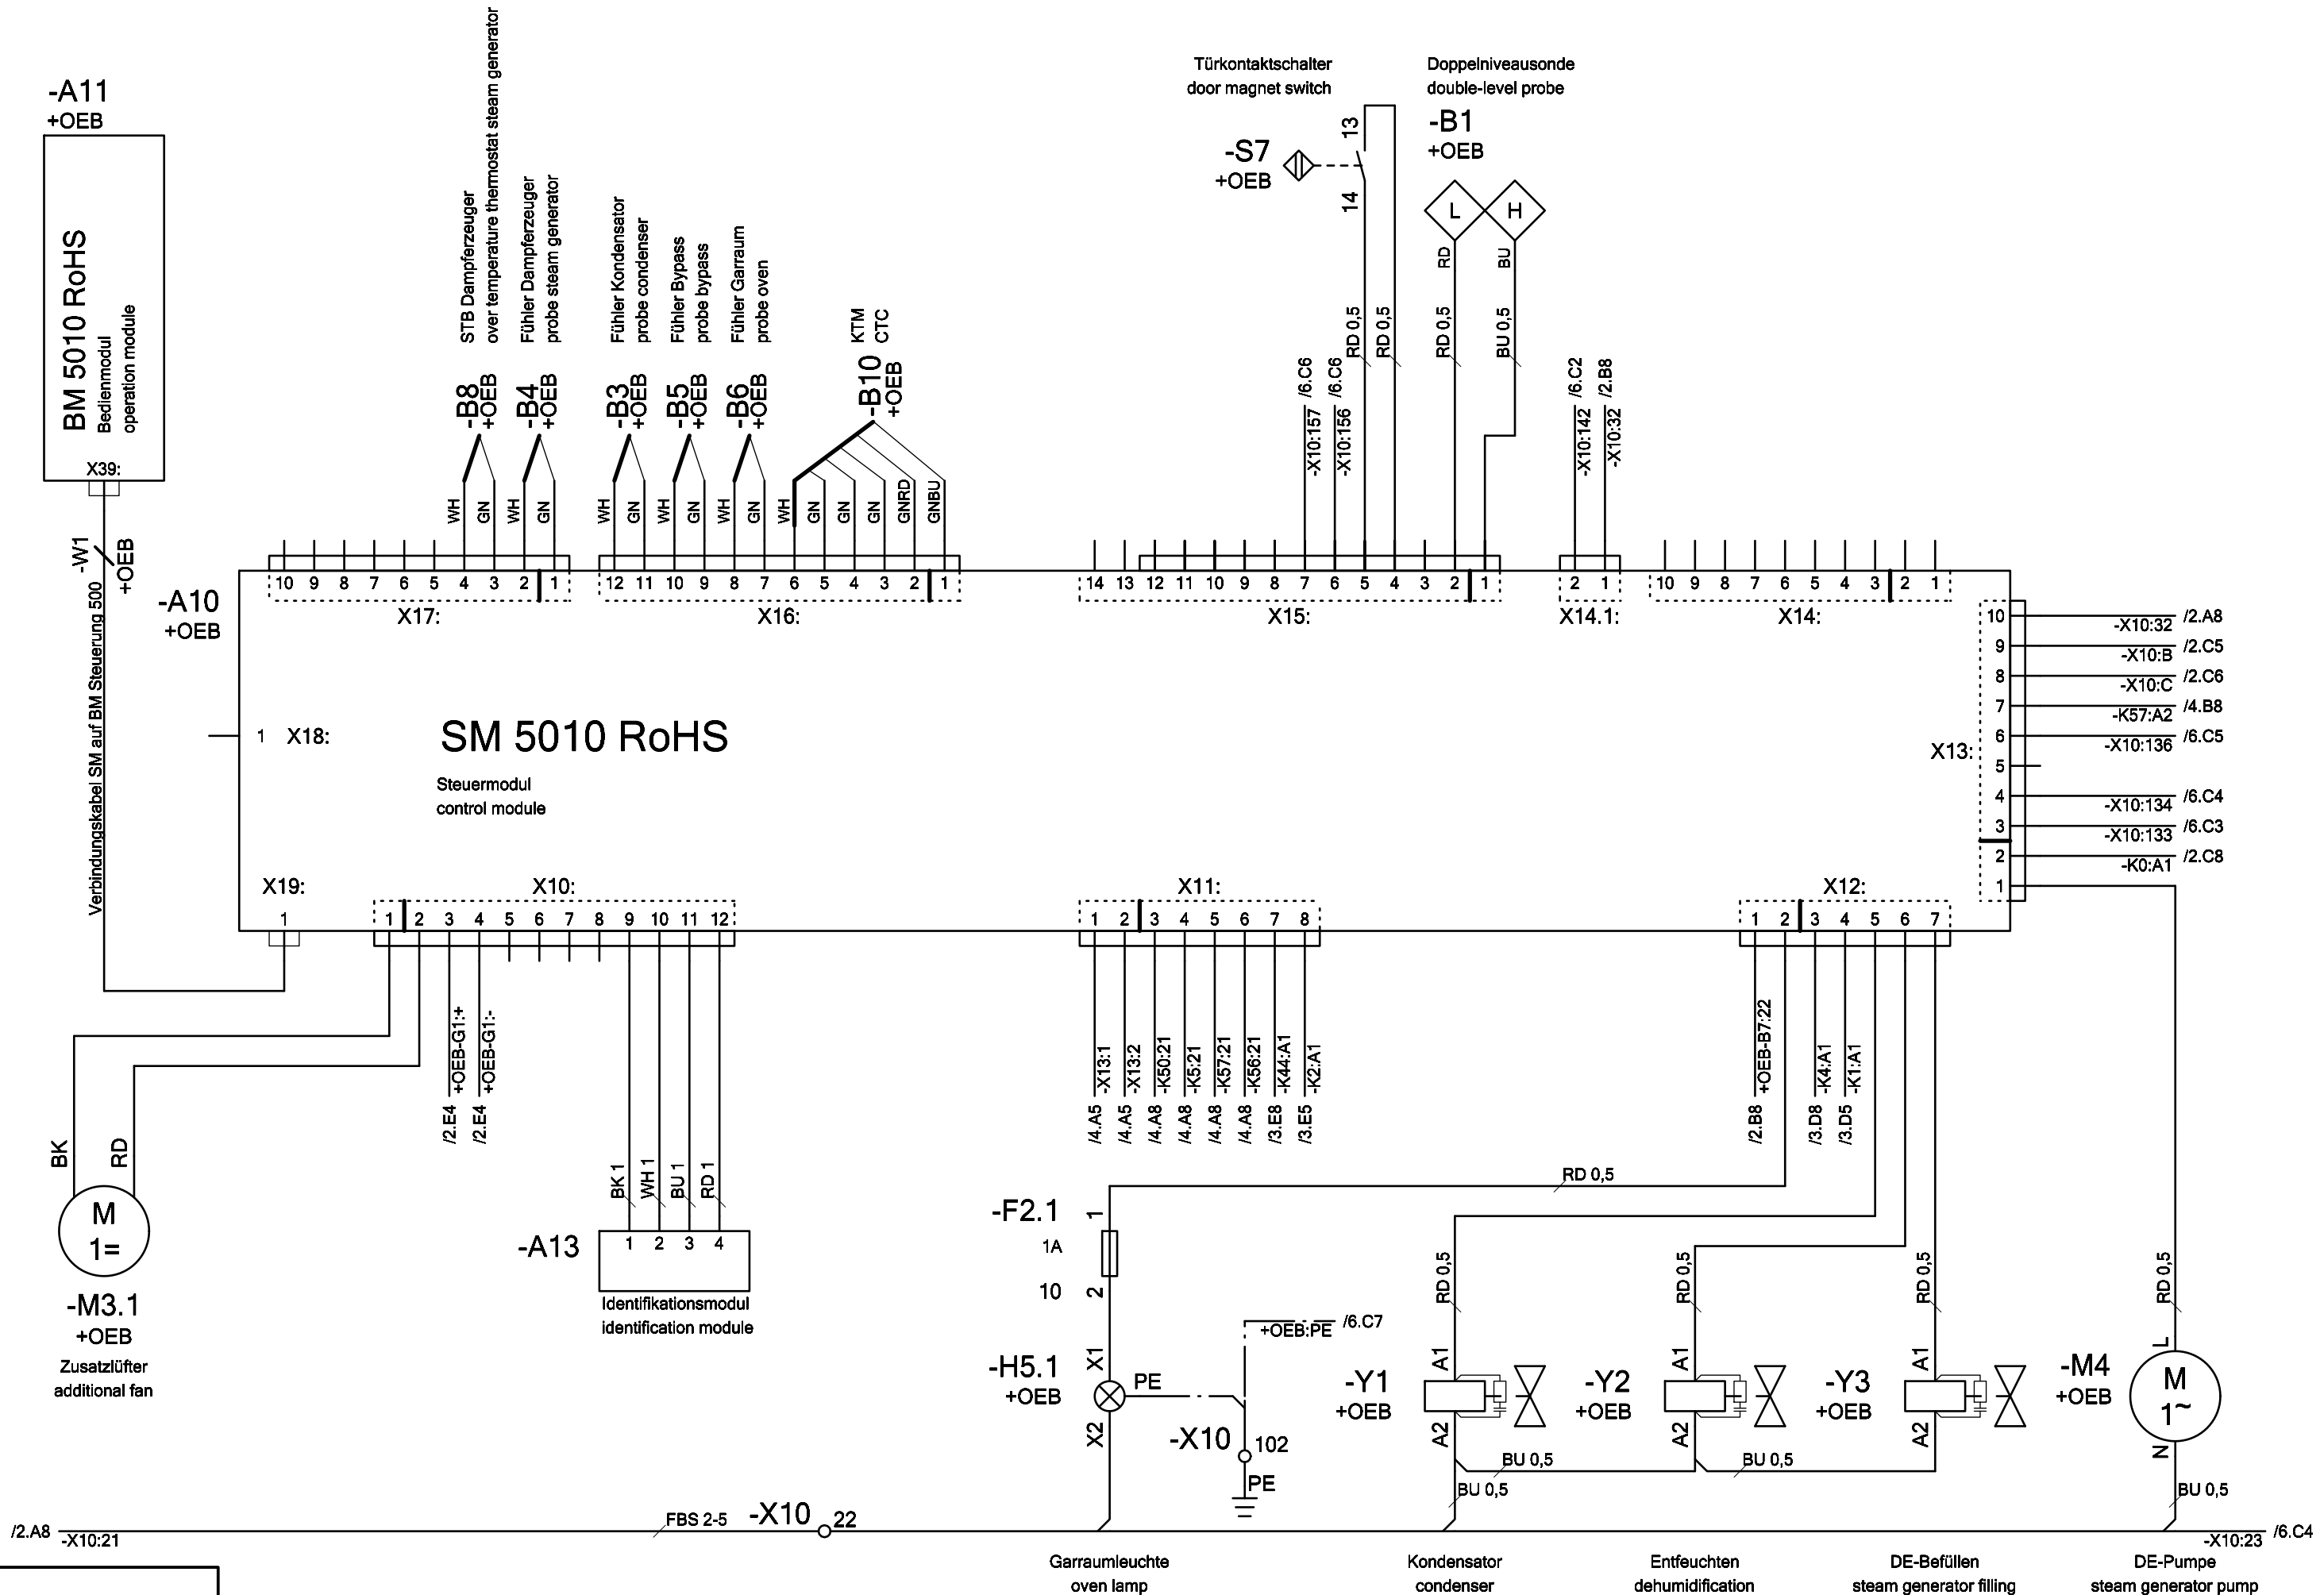 -A11
+OEB
BM 5010 RoHS
Bedienmodul
operation module
X39:
-W1
+OEB
Verbindungskabel SM auf BM Steuerung 500
STB Dampferzeuger
over temperature thermostat steam generator
Fühler Dampferzeuger
probe steam generator
Fühler Kondensator
probe condenser
Fühler Bypass
probe bypass
Fühler Garraum
probe oven
KTM
CTC
-B8
+OEB
-B4
+OEB
-B3
+OEB
-B5
+OEB
-B6
+OEB
-B10
+OEB
WH GN WH GN WH GN WH GN WH GN WH GN GN GN GNRD GNBU
Türkontaktschalter
door magnet switch
-S7
+OEB
13
14
Doppelniveausonde
double-level probe
-B1
+OEB
L H
RD BU
RD 0,5 RD 0,5 RD 0,5 BU 0,5
-X10:157 /6.C6
-X10:156 /6.C6
-X10:142 /6.C2
-X10:32 /2.B8
10 9 8 7 6 5 4 3 2 1
X17:
12 11 10 9 8 7 6 5 4 3 2 1
X16:
14 13 12 11 10 9 8 7 6 5 4 3 2 1
X15:
2 1
X14.1:
10 9 8 7 6 5 4 3 2 1
X14:
-A10
+OEB
1 X18:
SM 5010 RoHS
Steuermodul
control module
X13:
10 -X10:32 /2.A8
9 -X10:B /2.C5
8 -X10:C /2.C6
7 -K57:A2 /4.B8
6 -X10:136 /6.C5
5
4 -X10:134 /6.C4
3 -X10:133 /6.C3
2 -K0:A1 /2.C8
1
X19:
1
X10:
1 2 3 4 5 6 7 8 9 10 11 12
X11:
1 2 3 4 5 6 7 8
X12:
1 2 3 4 5 6 7
/2.E4 +OEB-G1:+
/2.E4 +OEB-G1:-
/4.A5 -X13:1
/4.A5 -X13:2
/4.A8 -K50:21
/4.A8 -K5:21
/4.A8 -K57:21
/4.A8 -K56:21
/3.E8 -K44:A1
/3.E5 -K2:A1
/2.B8 +OEB-B7:22
/3.D8 -K4:A1
/3.D5 -K1:A1
BK RD
M
1=
-M3.1
+OEB
Zusatzlüfter
additional fan
BK 1 WH 1 BU 1 RD 1
-A13
1 2 3 4
Identifikationsmodul
identification module
RD 0,5
-F2.1
1A
10
1
2
-H5.1
+OEB
X1
X2
PE
+OEB:PE /6.C7
-X10 102
PE
RD 0,5
-Y1
+OEB
A1
A2
BU 0,5
BU 0,5
RD 0,5
-Y2
+OEB
A1
A2
BU 0,5
RD 0,5
-Y3
+OEB
A1
A2
RD 0,5
-M4
+OEB
L
M
1~
N
BU 0,5
/2.A8 -X10:21
FBS 2-5
-X10 22
-X10:23 /6.C4
Garraumleuchte
oven lamp
Kondensator
condenser
Entfeuchten
dehumidification
DE-Befüllen
steam generator filling
DE-Pumpe
steam generator pump